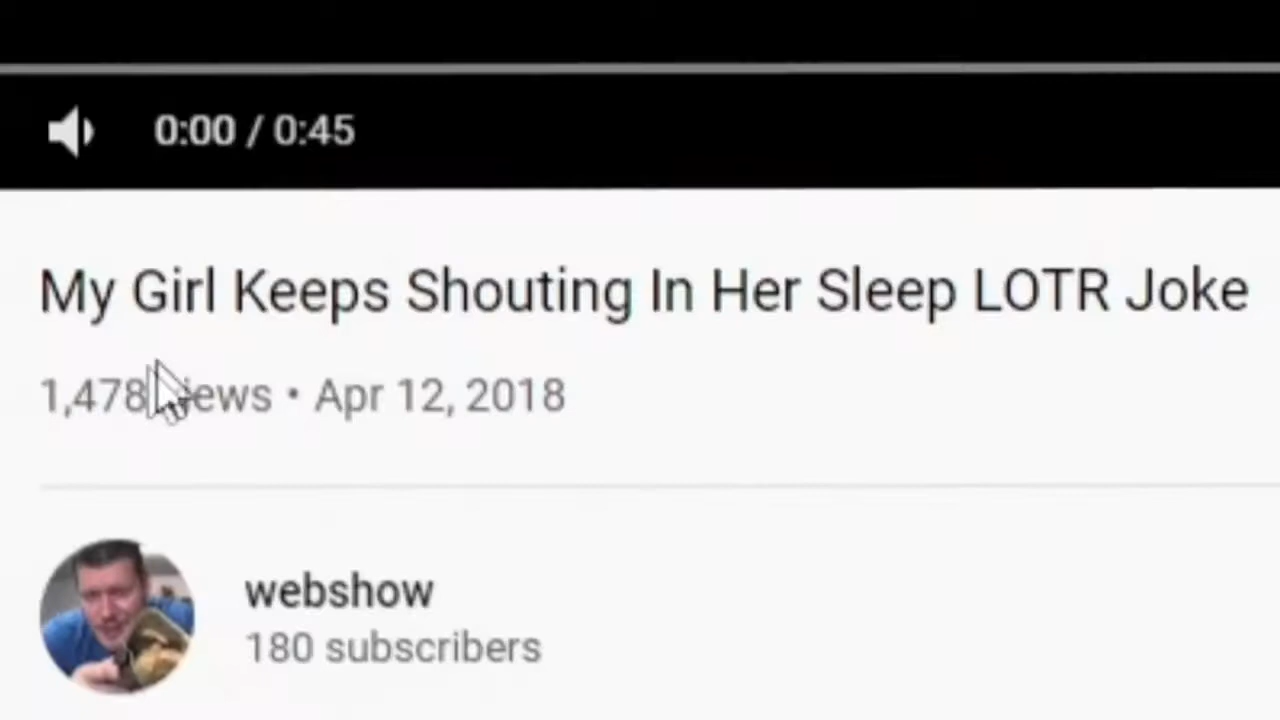 0:00 / 0:45
My Girl Keeps Shouting In Her Sleep LOTR Joke
1,478 views • Apr 12, 2018
webshow
180 subscribers